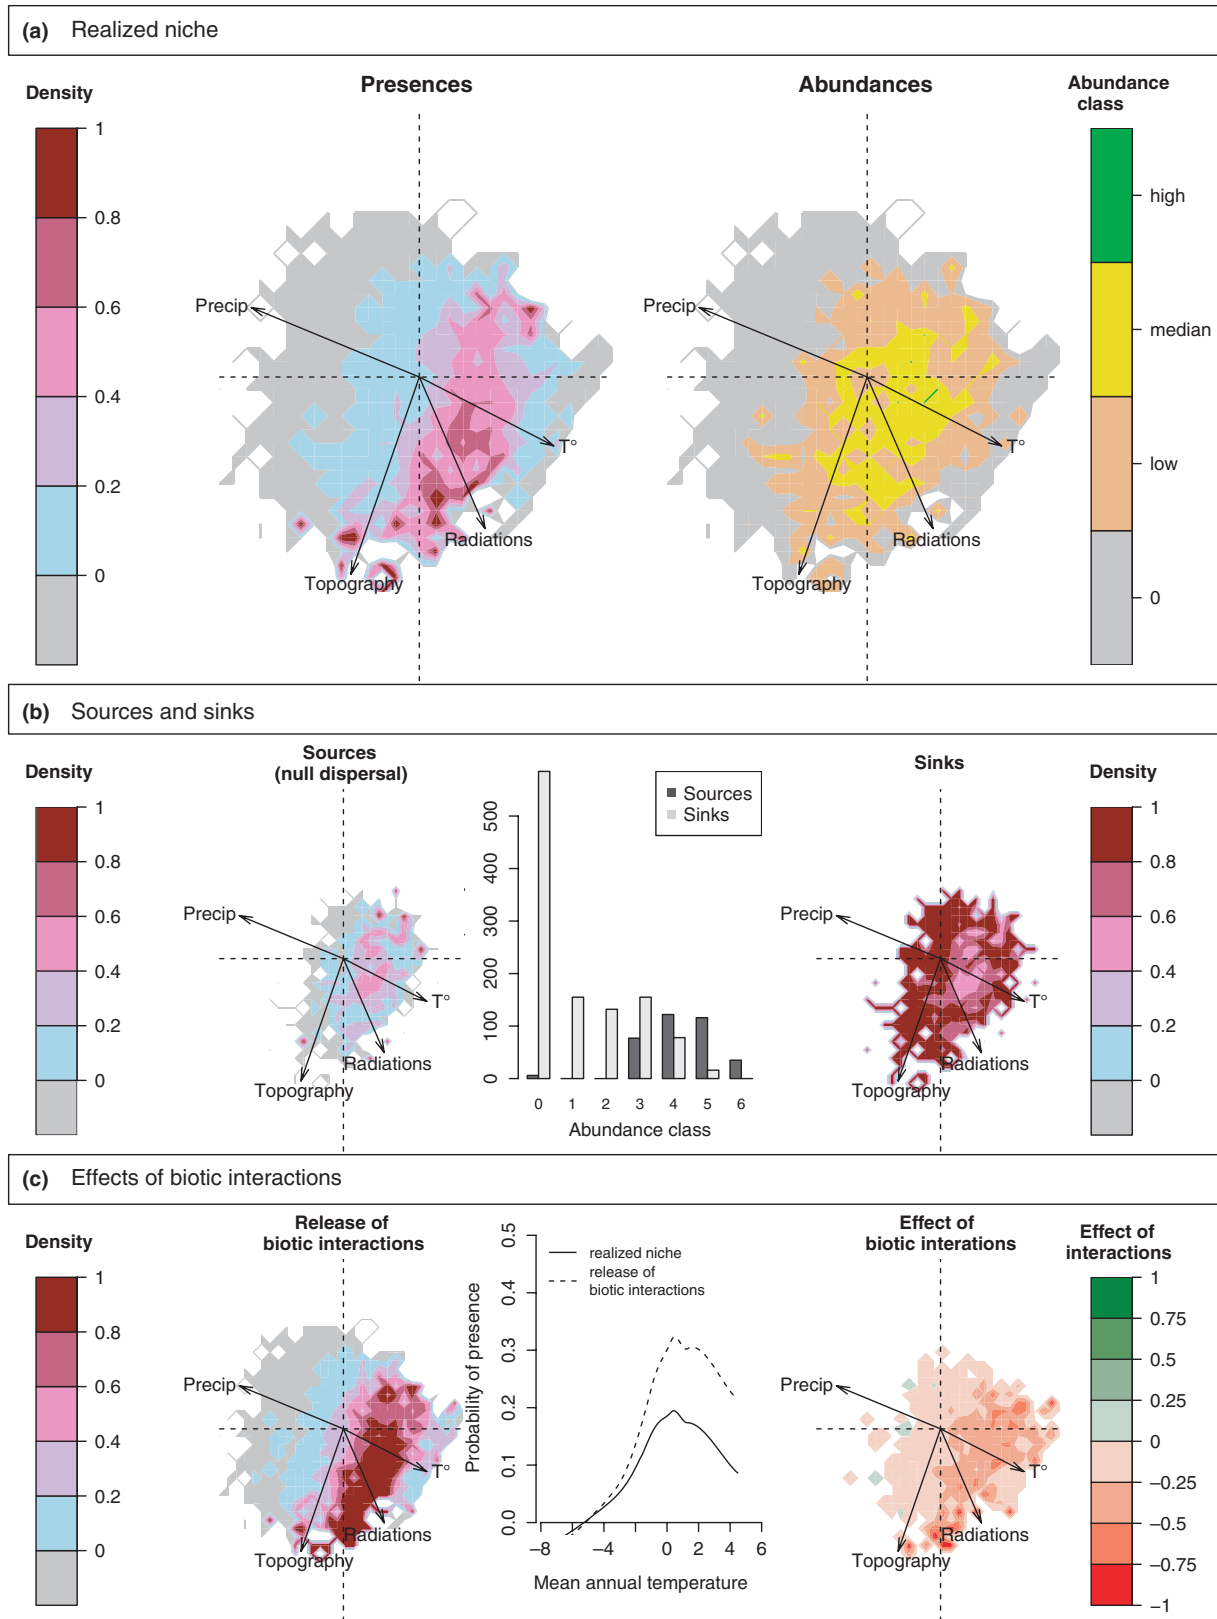 (a) Realized niche
Density
Presences
Abundances
Abundance
class
1
0.8
0.6
0.4
0.2
0
high
median
low
0
Precip
T°
Radiations
Topography
Precip
T°
Radiations
Topography
(b) Sources and sinks
Density
Sources
(null dispersal)
Sinks
Density
1
0.8
0.6
0.4
0.2
0
Precip
T°
Radiations
Topography
500
400
300
200
100
0
Sources
Sinks
0 1 2 3 4 5 6
Abundance class
Precip
T°
Radiations
Topography
1
0.8
0.6
0.4
0.2
0
(c) Effects of biotic interactions
Density
Release of
biotic interactions
Effect of
biotic interations
Effect of
interactions
1
0.8
0.6
0.4
0.2
0
Precip
T°
Radiations
Topography
Probability of presence
0.5
0.4
0.3
0.2
0.1
0.0
realized niche
release of
biotic interactions
−8 −4 0 2 4 6
Mean annual temperature
Precip
T°
Radiations
Topography
1
0.75
0.5
0.25
0
−0.25
−0.5
−0.75
−1